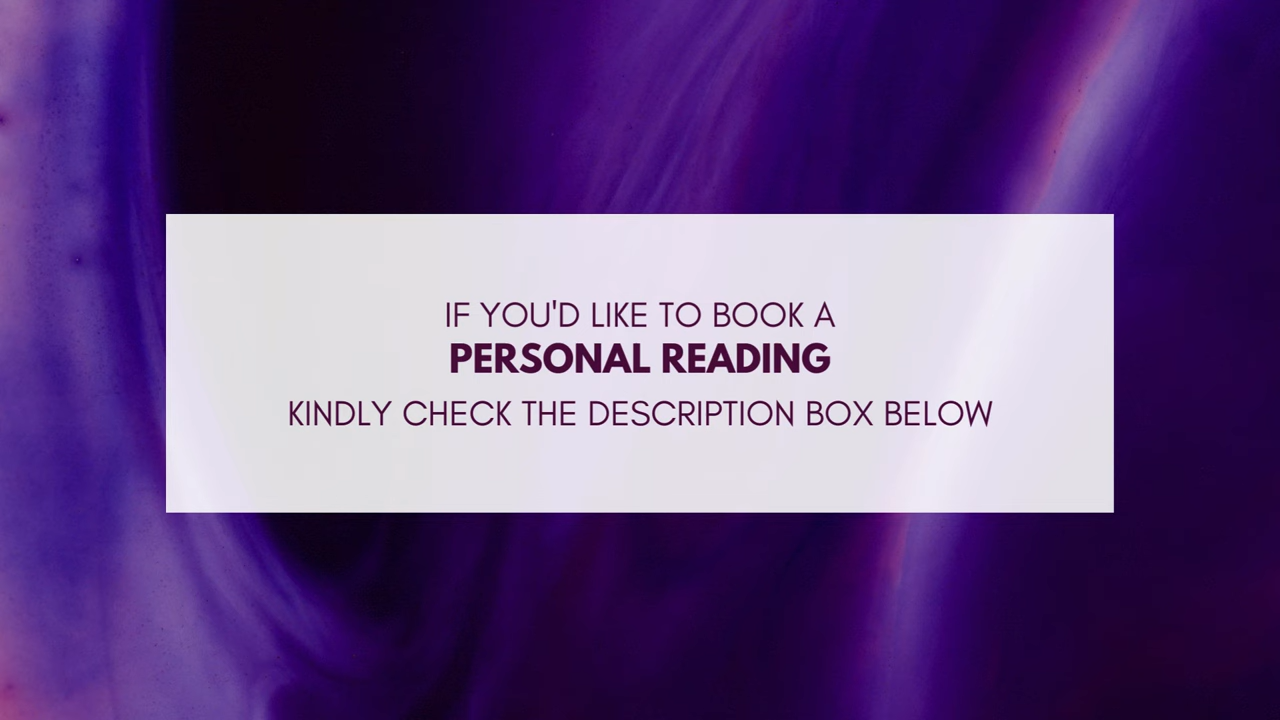 IF YOU'D LIKE TO BOOK A
PERSONAL READING
KINDLY CHECK THE DESCRIPTION BOX BELOW